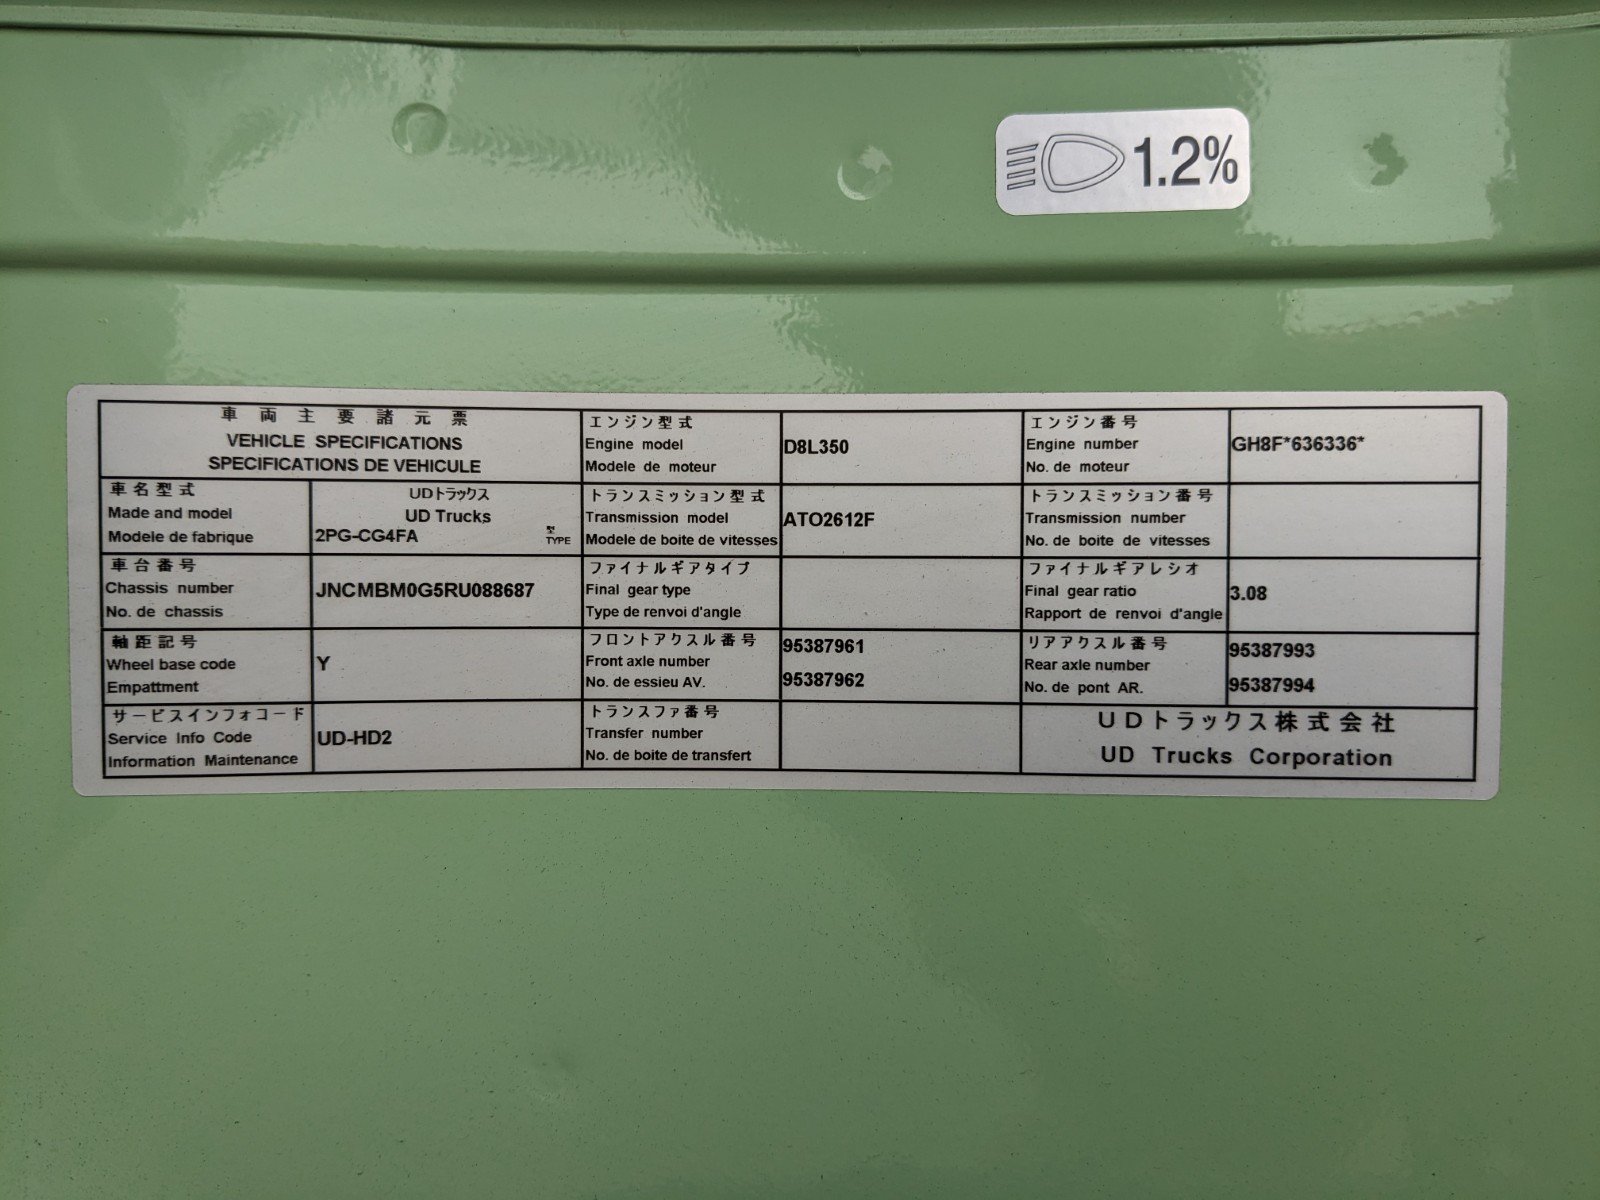 1.2%
車両主要諸元票
VEHICLE SPECIFICATIONS
SPECIFICATIONS DE VEHICULE
車名型式
Made and model
Modele de fabrique
UDトラックス
UD Trucks
2PG-CG4FA
型
TYPE
車台番号
Chassis number
No. de chassis
JNCMBM0G5RU088687
軸距記号
Wheel base code
Empattment
Y
サービスインフォコード
Service Info Code
Information Maintenance
UD-HD2
エンジン型式
Engine model
Modele de moteur
D8L350
トランスミッション型式
Transmission model
Modele de boite de vitesses
ATO2612F
ファイナルギアタイプ
Final gear type
Type de renvoi d'angle
フロントアクスル番号
Front axle number
No. de essieu AV.
95387961
95387962
トランスファ番号
Transfer number
No. de boite de transfert
エンジン番号
Engine number
No. de moteur
GH8F*636336*
トランスミッション番号
Transmission number
No. de boite de vitesses
ファイナルギアレシオ
Final gear ratio
Rapport de renvoi d'angle
3.08
リアアクスル番号
Rear axle number
No. de pont AR.
95387993
95387994
UDトラックス株式会社
UD Trucks Corporation